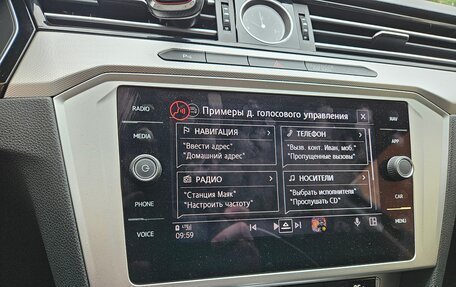 RADIO
MEDIA
PHONE
VOICE
Примеры д. голосового управления
НАВИГАЦИЯ
"Ввести адрес"
"Домашний адрес"
ТЕЛЕФОН
"Вызв. конт. Иван, моб."
"Пропущенные вызовы"
РАДИО
"Станция Маяк"
"Настроить частоту"
НОСИТЕЛИ
"Выбрать исполнителя"
"Прослушать CD"
09:59
NAV
APP
CAR
MENU